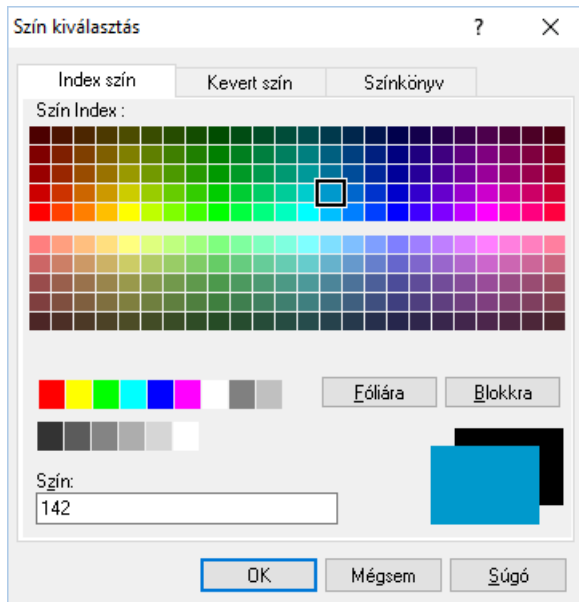 Szín kiválasztás
?
Index szín
Kevert szín
Színkönyv
Szín Index :
Fóliára
Blokkra
Szín:
142
OK
Mégsem
Súgó